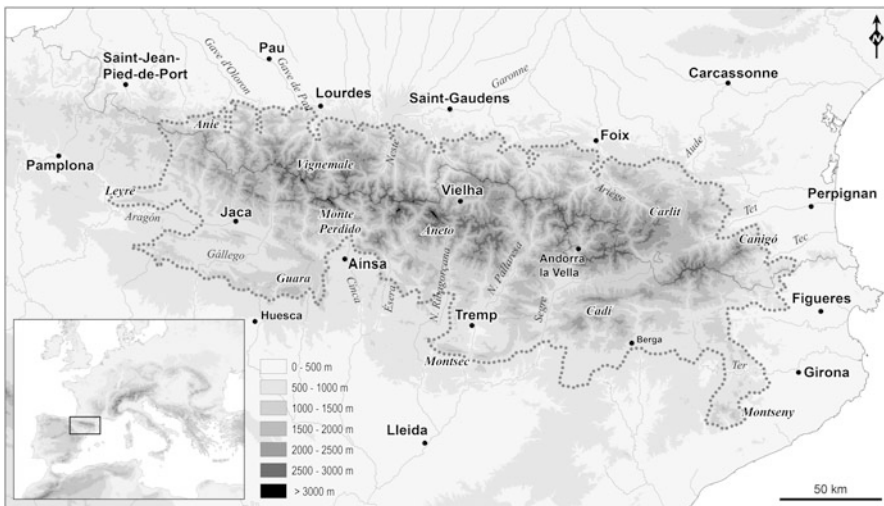 Saint-Jean-
Pied-de-Port
Gave d'Oloron
Pau
Gave de Pau
Lourdes
Saint-Gaudens
Garonne
Carcassonne
N
Foix
Aude
Pamplona
Anie
Vignemale
Neste
Vielha
Ariège
Carlit
Perpignan
Tet
Leyre
Aragón
Jaca
Monte
Perdido
Aneto
Andorra
la Vella
Canigó
Tec
Gállego
Guara
Aínsa
Cinca
Esera
N. Ribagorçana
N. Pallaresa
Segre
Cadí
Figueres
Huesca
Tremp
Montsec
Berga
Ter
Girona
Montseny
Lleida
0 - 500 m
500 - 1000 m
1000 - 1500 m
1500 - 2000 m
2000 - 2500 m
2500 - 3000 m
> 3000 m
50 km